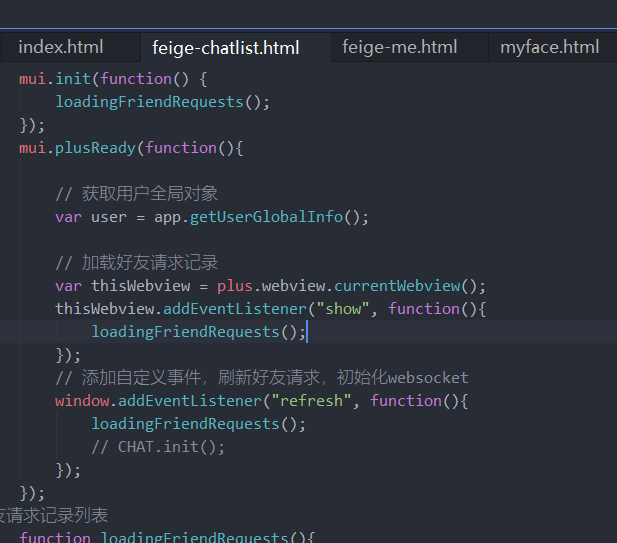 index.html feige-chatlist.html feige-me.html myface.html
mui.init(function() {
loadingFriendRequests();
});
mui.plusReady(function(){
// 获取用户全局对象
var user = app.getUserGlobalInfo();
// 加载好友请求记录
var thisWebview = plus.webview.currentWebview();
thisWebview.addEventListener("show", function(){
loadingFriendRequests();
});
// 添加自定义事件，刷新好友请求，初始化websocket
window.addEventListener("refresh", function(){
loadingFriendRequests();
// CHAT.init();
});
});
友请求记录列表
function loadingFriendRequests(){